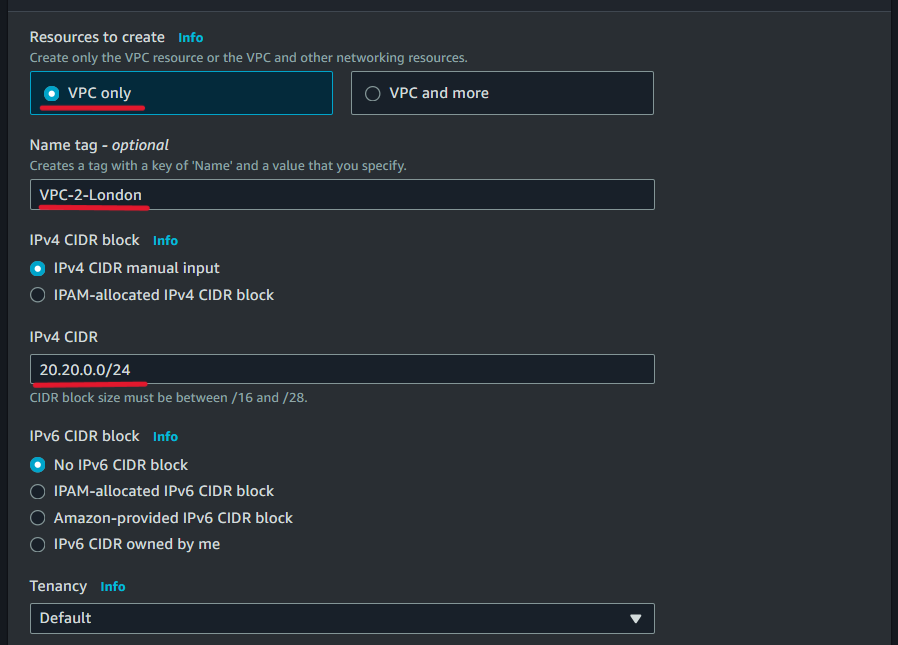 Resources to create Info
Create only the VPC resource or the VPC and other networking resources.
VPC only VPC and more
Name tag - optional
Creates a tag with a key of 'Name' and a value that you specify.
VPC-2-London
IPv4 CIDR block Info
IPv4 CIDR manual input
IPAM-allocated IPv4 CIDR block
IPv4 CIDR
20.20.0.0/24
CIDR block size must be between /16 and /28.
IPv6 CIDR block Info
No IPv6 CIDR block
IPAM-allocated IPv6 CIDR block
Amazon-provided IPv6 CIDR block
IPv6 CIDR owned by me
Tenancy Info
Default